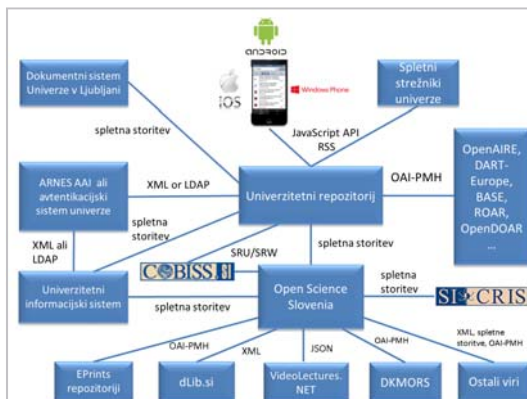 ANDROID
iOS
Windows Phone
Dokumentni sistem
Univerze v Ljubljani
Spletni
strežniki
univerze
spletna storitev
JavaScript API
RSS
ARNES AAI ali
avtentikacijski
sistem univerze
XML or LDAP
Univerzitetni repozitorij
OAI-PMH
OpenAIRE,
DART-
Europe,
BASE,
ROAR,
OpenDOAR
...
XML ali
LDAP
spletna
storitev
SRU/SRW
spletna storitev
COBISS
Univerzitetni
informacijski sistem
spletna storitev
Open Science
Slovenia
spletna
storitev
SICRIS
OAI-PMH
XML
JSON
OAI-PMH
XML, spletne
storitve, OAI-PMH
EPrints
repozitoriji
dLib.si
VideoLectures.
NET
DKMORS
Ostali viri